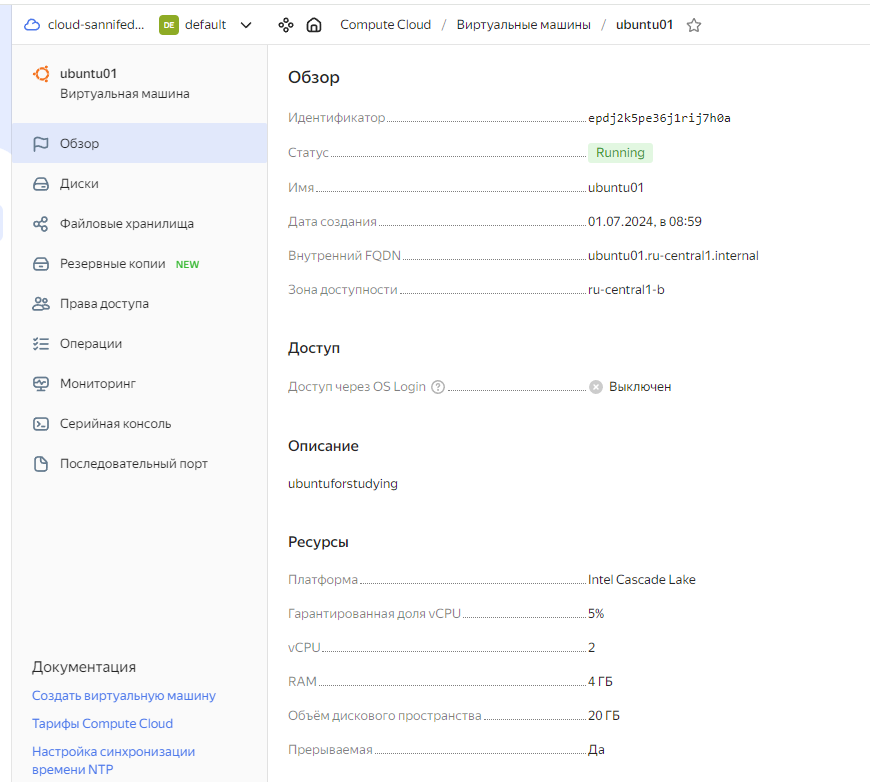 cloud-sannifed... DE default Compute Cloud / Виртуальные машины / ubuntu01
ubuntu01
Виртуальная машина
Обзор
Диски
Файловые хранилища
Резервные копии NEW
Права доступа
Операции
Мониторинг
Серийная консоль
Последовательный порт
Документация
Создать виртуальную машину
Тарифы Compute Cloud
Настройка синхронизации
времени NTP
Обзор
Идентификатор epdj2k5pe36j1rij7h0a
Статус Running
Имя ubuntu01
Дата создания 01.07.2024, в 08:59
Внутренний FQDN ubuntu01.ru-central1.internal
Зона доступности ru-central1-b
Доступ
Доступ через OS Login ? Выключен
Описание
ubuntuforstudying
Ресурсы
Платформа Intel Cascade Lake
Гарантированная доля vCPU 5%
vCPU 2
RAM 4 ГБ
Объём дискового пространства 20 ГБ
Прерываемая Да